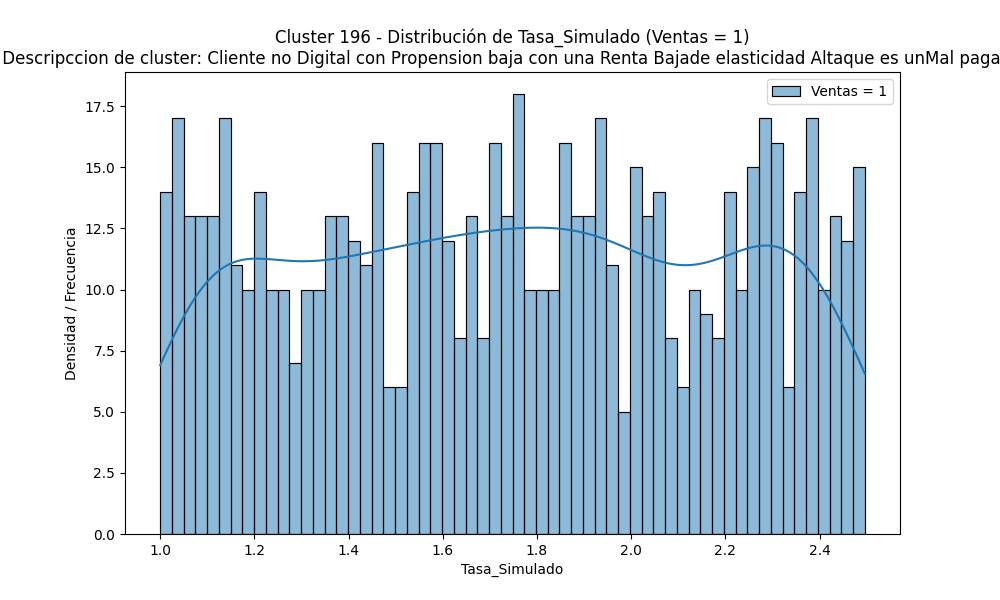 Cluster 196 - Distribución de Tasa_Simulado (Ventas = 1)
Descripccion de cluster: Cliente no Digital con Propension baja con una Renta Bajade elasticidad Altaque es unMal paga
Ventas = 1
17.5
15.0
12.5
10.0
7.5
5.0
2.5
0.0
Densidad / Frecuencia
1.0 1.2 1.4 1.6 1.8 2.0 2.2 2.4
Tasa_Simulado